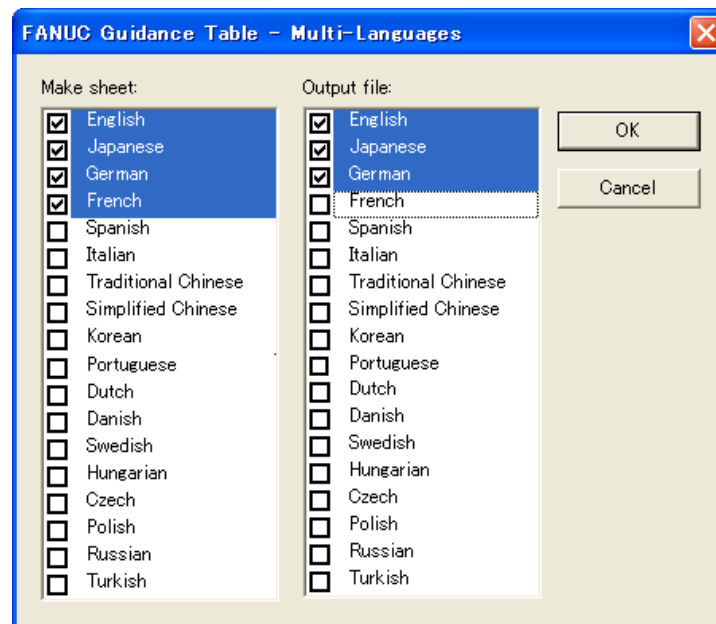 FANUC Guidance Table - Multi-Languages
Make sheet:
English
Japanese
German
French
Spanish
Italian
Traditional Chinese
Simplified Chinese
Korean
Portuguese
Dutch
Danish
Swedish
Hungarian
Czech
Polish
Russian
Turkish
Output file:
English
Japanese
German
French
Spanish
Italian
Traditional Chinese
Simplified Chinese
Korean
Portuguese
Dutch
Danish
Swedish
Hungarian
Czech
Polish
Russian
Turkish
OK
Cancel